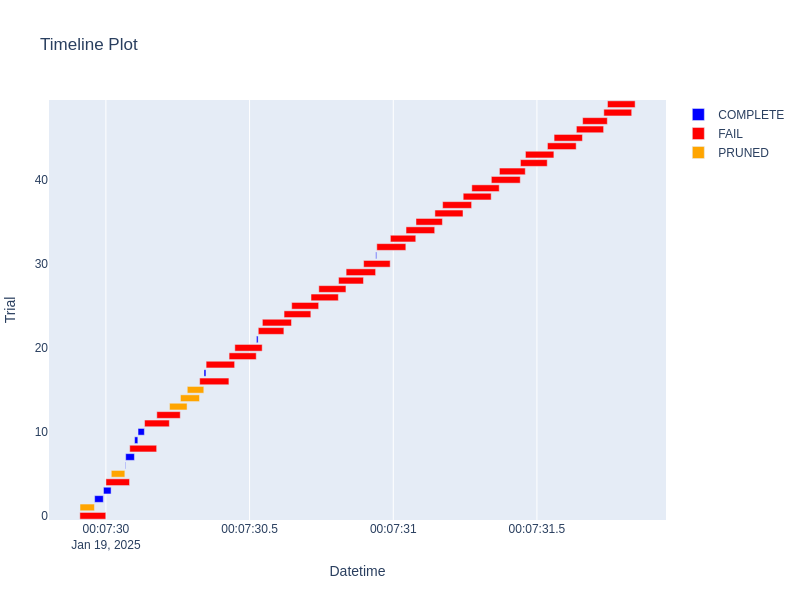 Timeline Plot
COMPLETE
FAIL
PRUNED
40
30
20
10
0
Trial
00:07:30
00:07:30.5
00:07:31
00:07:31.5
Jan 19, 2025
Datetime